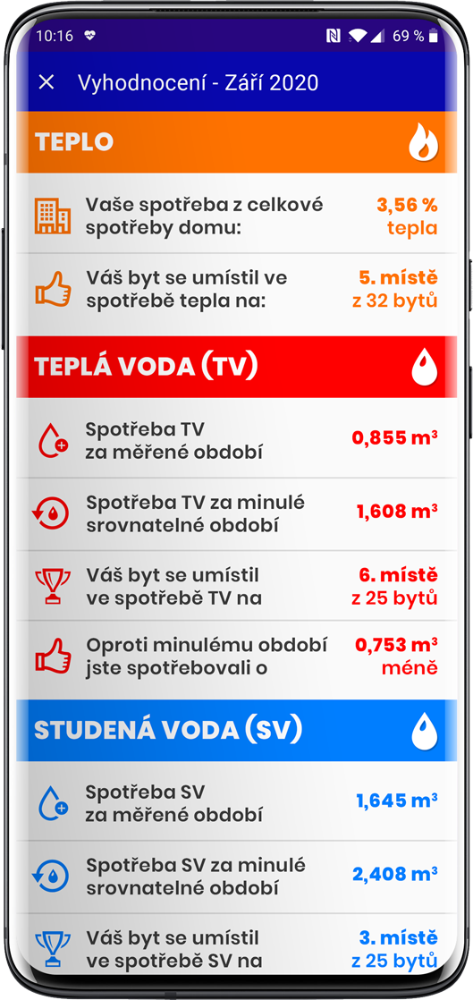 10:16
69 %
Vyhodnocení - Září 2020
TEPLO
Vaše spotřeba z celkové
spotřeby domu:
3,56 %
tepla
Váš byt se umístil ve
spotřebě tepla na:
5. místě
z 32 bytů
TEPLÁ VODA (TV)
Spotřeba TV
za měřené období
0,855 m³
Spotřeba TV za minulé
srovnatelné období
1,608 m³
Váš byt se umístil
ve spotřebě TV na
6. místě
z 25 bytů
Oproti minulému období
jste spotřebovali o
0,753 m³
méně
STUDENÁ VODA (SV)
Spotřeba SV
za měřené období
1,645 m³
Spotřeba SV za minulé
srovnatelné období
2,408 m³
Váš byt se umístil
ve spotřebě SV na
3. místě
z 25 bytů